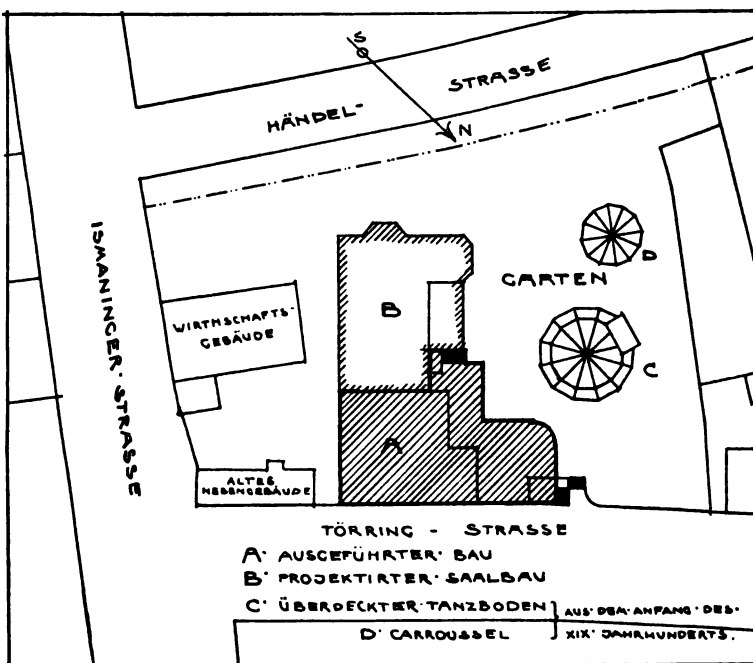 S
N
HÄNDEL-
STRASSE
ISMANINGER·STRASSE
GARTEN
D
C
B
A
WIRTHSCHAFTS-
GEBÄUDE
ALTES
NEBENGEBÄUDE
TÖRRING - STRASSE
A· AUSGEFÜHRTER· BAU
B· PROJEKTIRTER· SAALBAU
C· ÜBERDECKTER·TANZBODEN
D· CARROUSSEL
AUS·DEM·ANFANG·DES·
XIX· JAHRHUNDERTS.